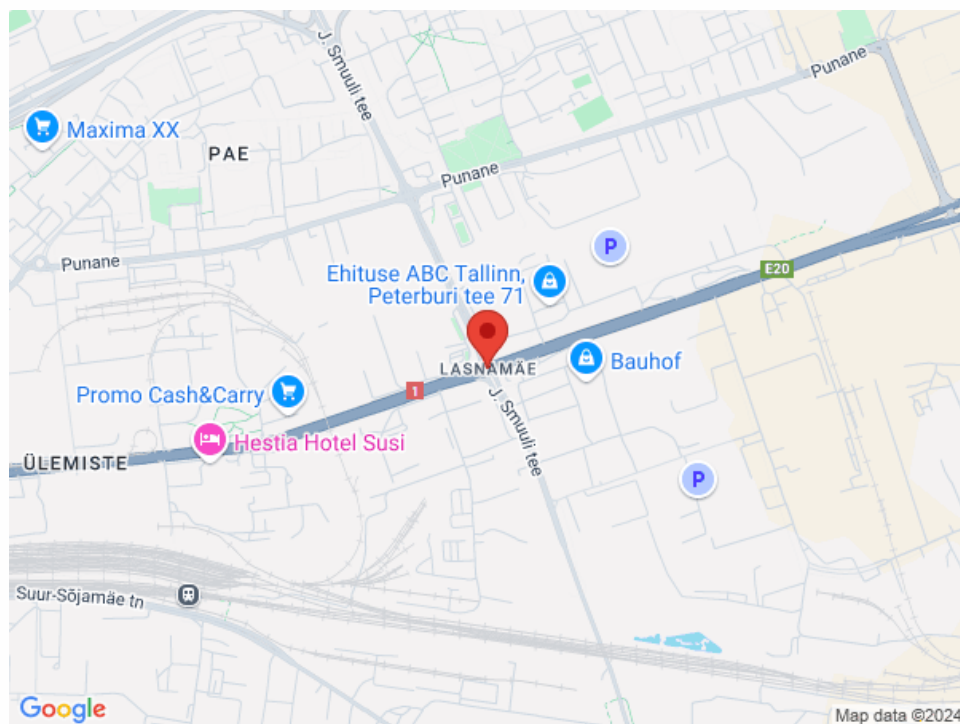 J. Smuuli tee
Punane
Maxima XX
PAE
Punane
Punane
P
Ehituse ABC Tallinn,
Peterburi tee 71
E20
LASNAMÄE
Bauhof
1
Promo Cash&Carry
J. Smuuli tee
Hestia Hotel Susi
ÜLEMISTE
P
Suur-Sõjamäe tn
Google
Map data ©2024